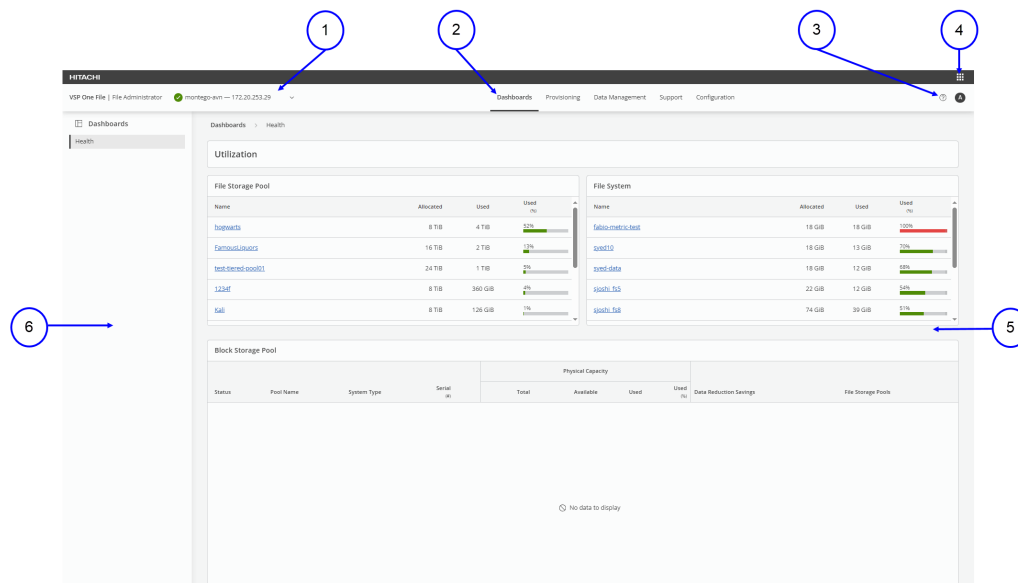 1
2
3
4
HITACHI
VSP One File | File Administrator montego-avn — 172.20.253.29
Dashboards Provisioning Data Management Support Configuration
A
Dashboards
Dashboards > Health
Health
Utilization
File Storage Pool
Name Allocated Used Used (%)
hogwarts 8 TiB 4 TiB 52%
FamousLiquors 16 TiB 2 TiB 13%
test-tiered-pool01 24 TiB 1 TiB 5%
1234f 8 TiB 360 GiB 4%
Kali 8 TiB 126 GiB 1%
File System
Name Allocated Used Used (%)
fabio-metric-test 18 GiB 18 GiB 100%
syed10 18 GiB 13 GiB 70%
syed-data 18 GiB 12 GiB 68%
sjoshi_fs5 22 GiB 12 GiB 54%
sjoshi_fs8 74 GiB 39 GiB 51%
6
5
Block Storage Pool
Physical Capacity
Status Pool Name System Type Serial (#) Total Available Used Used (%) Data Reduction Savings File Storage Pools
No data to display